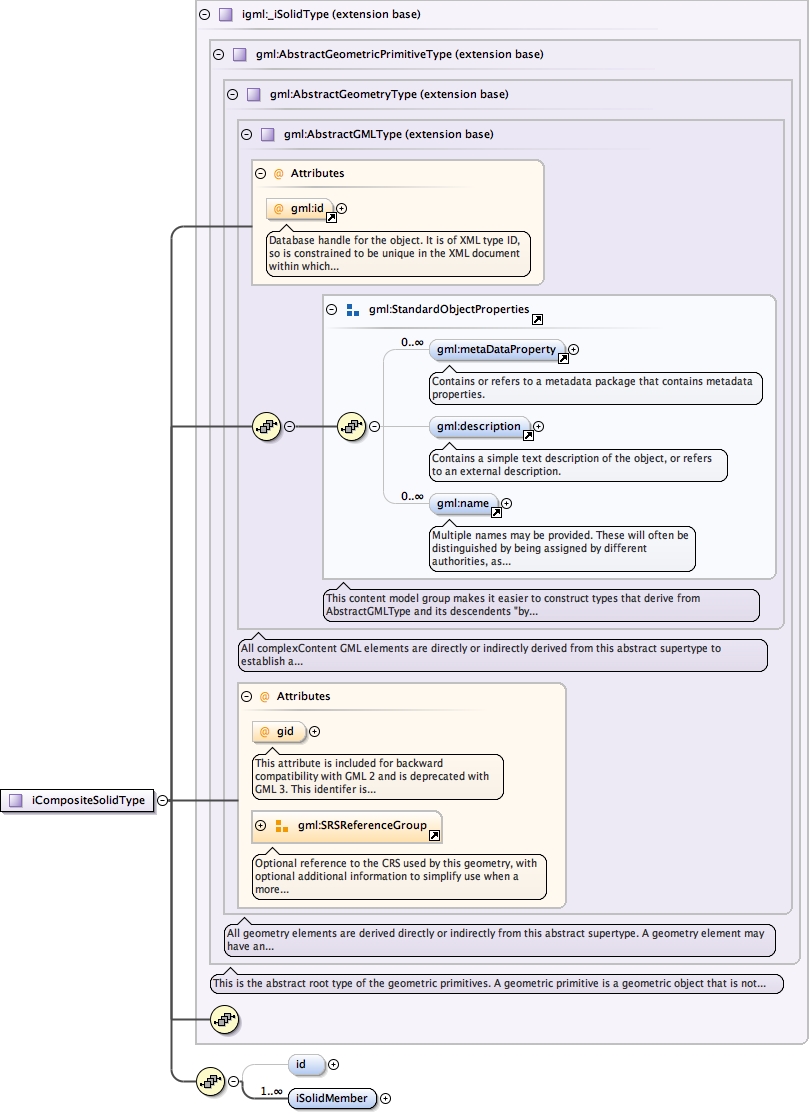 igml:_iSolidType (extension base)
gml:AbstractGeometricPrimitiveType (extension base)
gml:AbstractGeometryType (extension base)
gml:AbstractGMLType (extension base)
@ Attributes
@ gml:id
Database handle for the object. It is of XML type ID,
so is constrained to be unique in the XML document
within which...
gml:StandardObjectProperties
0..∞
gml:metaDataProperty
Contains or refers to a metadata package that contains metadata
properties.
gml:description
Contains a simple text description of the object, or refers
to an external description.
0..∞
gml:name
Multiple names may be provided. These will often be
distinguished by being assigned by different
authorities, as...
This content model group makes it easier to construct types that derive from
AbstractGMLType and its descendents "by...
All complexContent GML elements are directly or indirectly derived from this abstract supertype to
establish a...
@ Attributes
@ gid
This attribute is included for backward
compatibility with GML 2 and is deprecated with
GML 3. This identifer is...
iCompositeSolidType
gml:SRSReferenceGroup
Optional reference to the CRS used by this geometry, with
optional additional information to simplify use when a
more...
All geometry elements are derived directly or indirectly from this abstract supertype. A geometry element may
have an...
This is the abstract root type of the geometric primitives. A geometric primitive is a geometric object that is not...
id
1..∞
iSolidMember